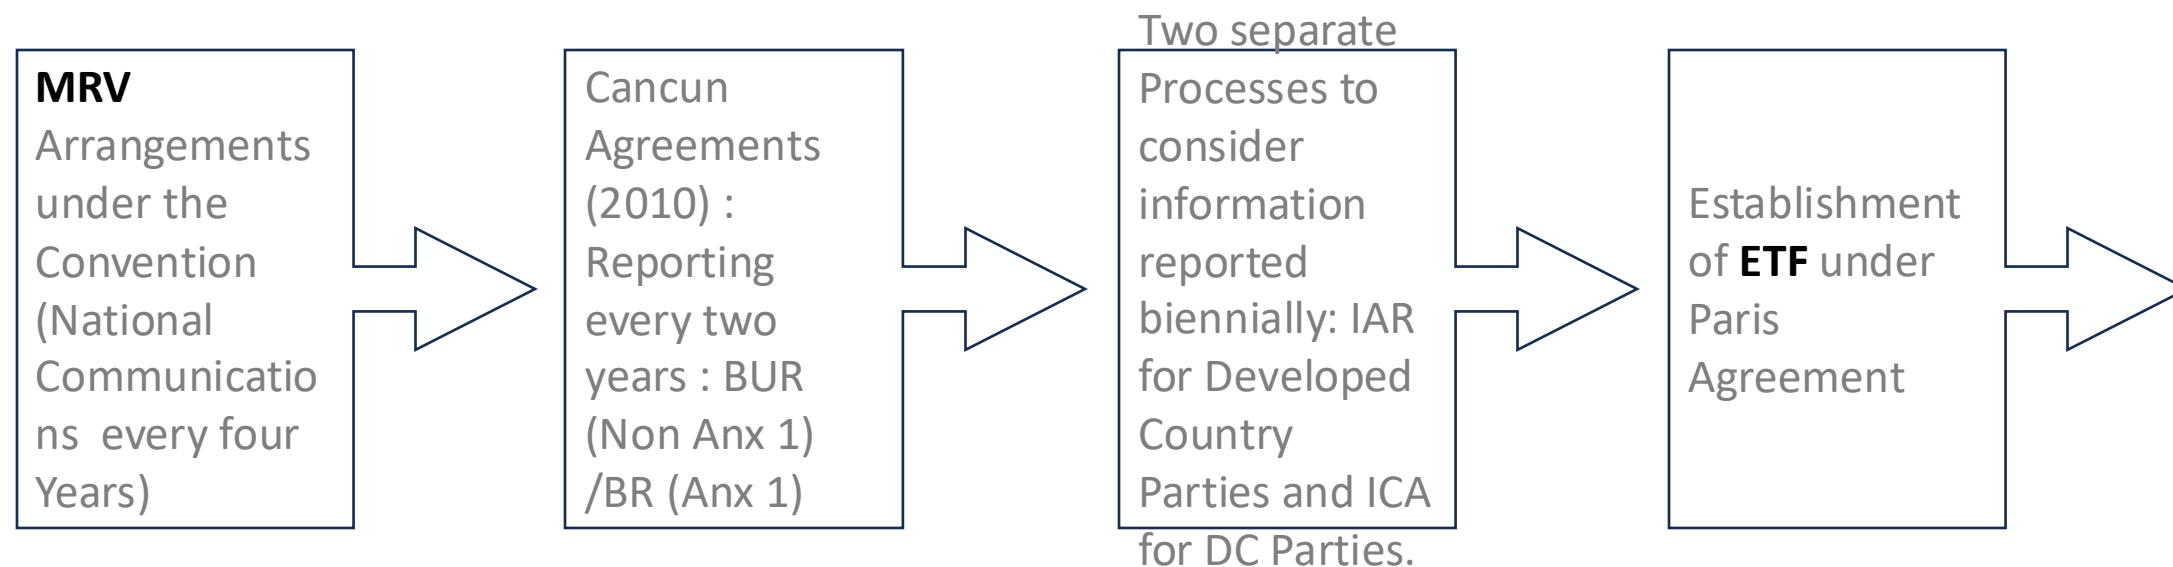 MRV
Arrangements
under the
Convention
(National
Communicatio
ns every four
Years)
Cancun
Agreements
(2010) :
Reporting
every two
years : BUR
(Non Anx 1)
/BR (Anx 1)
Two separate
Processes to
consider
information
reported
biennially: IAR
for Developed
Country
Parties and ICA
for DC Parties.
Establishment
of ETF under
Paris
Agreement